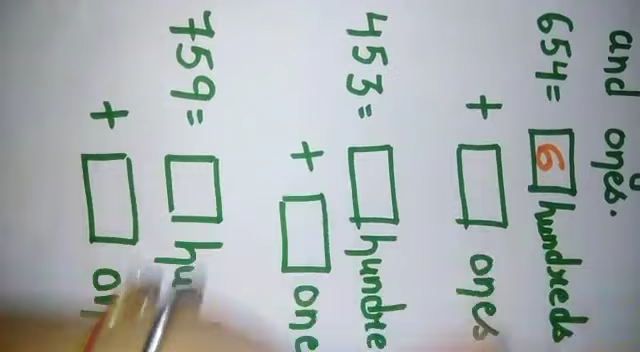 and ones.
654= 6 hundreds
+ ones
453= hundre
+ one
759= hu
+ on